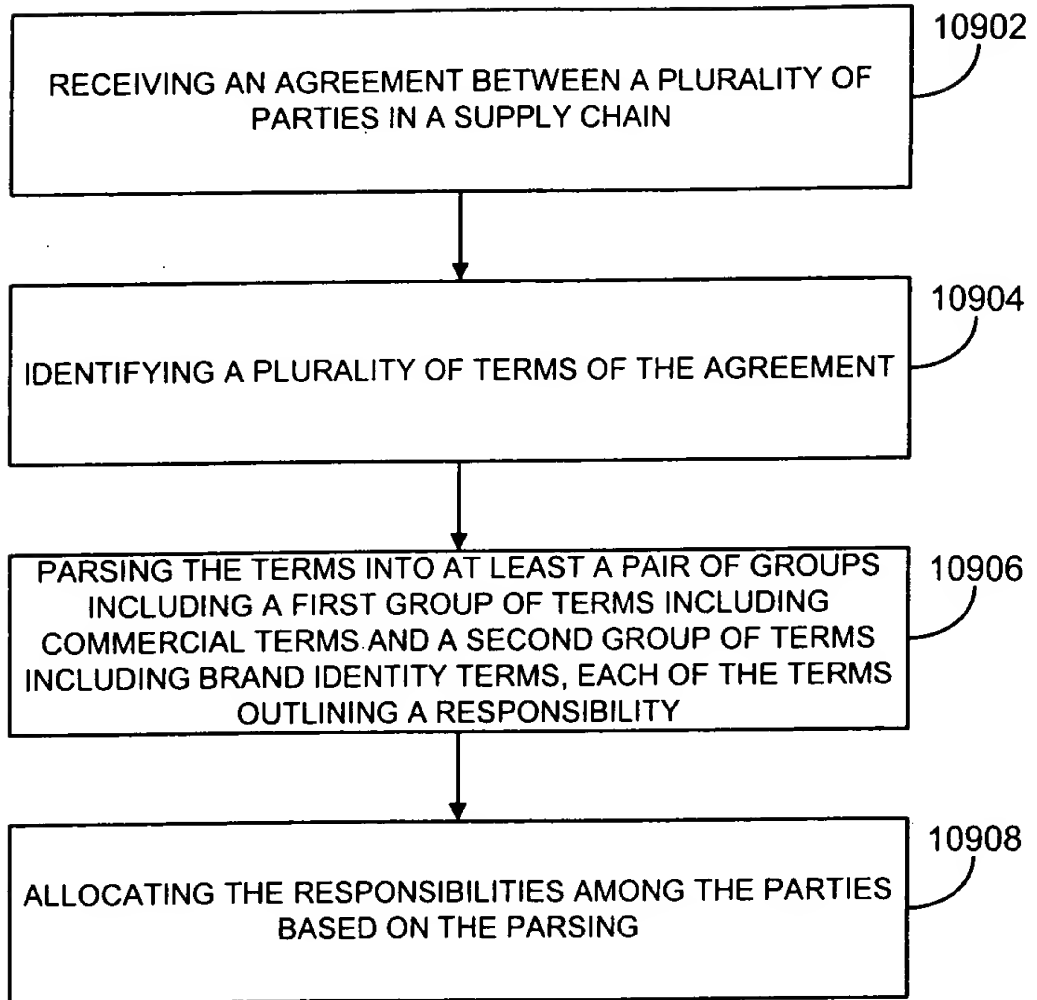 10902
RECEIVING AN AGREEMENT BETWEEN A PLURALITY OF
PARTIES IN A SUPPLY CHAIN
10904
IDENTIFYING A PLURALITY OF TERMS OF THE AGREEMENT
10906
PARSING THE TERMS INTO AT LEAST A PAIR OF GROUPS
INCLUDING A FIRST GROUP OF TERMS INCLUDING
COMMERCIAL TERMS AND A SECOND GROUP OF TERMS
INCLUDING BRAND IDENTITY TERMS, EACH OF THE TERMS
OUTLINING A RESPONSIBILITY
10908
ALLOCATING THE RESPONSIBILITIES AMONG THE PARTIES
BASED ON THE PARSING